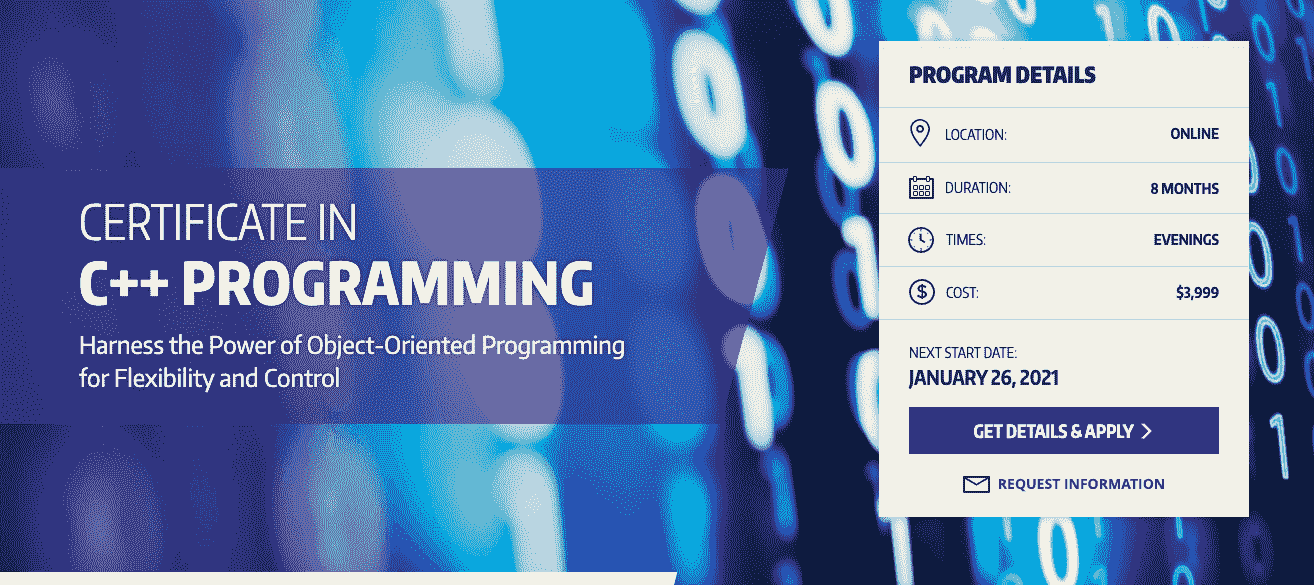 CERTIFICATE IN
C++ PROGRAMMING
Harness the Power of Object-Oriented Programming
for Flexibility and Control
PROGRAM DETAILS
LOCATION: ONLINE
DURATION: 8 MONTHS
TIMES: EVENINGS
COST: $3,999
NEXT START DATE:
JANUARY 26, 2021
GET DETAILS & APPLY
REQUEST INFORMATION